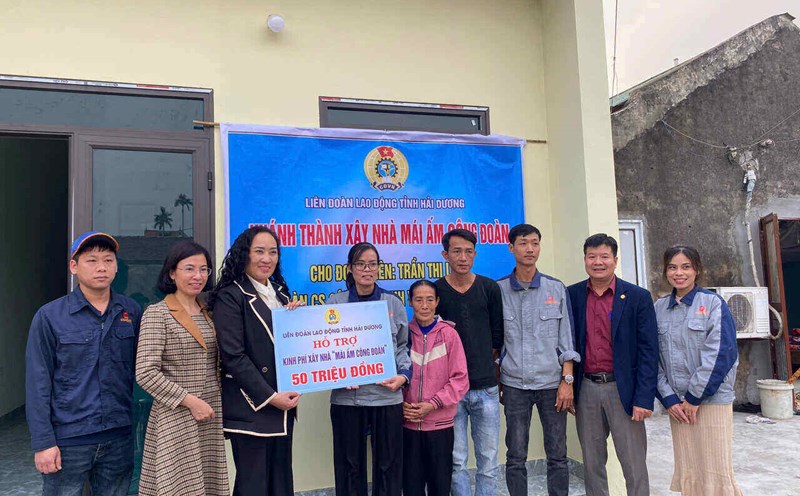 LIÊN ĐOÀN LAO ĐỘNG TỈNH HẢI DƯƠNG
KHÁNH THÀNH XÂY NHÀ MÁI ẤM CÔNG ĐOÀN
CHO ĐOÀN VIÊN: TRẦN THỊ
CS
LIÊN ĐOÀN LAO ĐỘNG TỈNH HẢI DƯƠNG
HỖ TRỢ
KINH PHÍ XÂY NHÀ "MÁI ẤM CÔNG ĐOÀN"
50 TRIỆU ĐỒNG